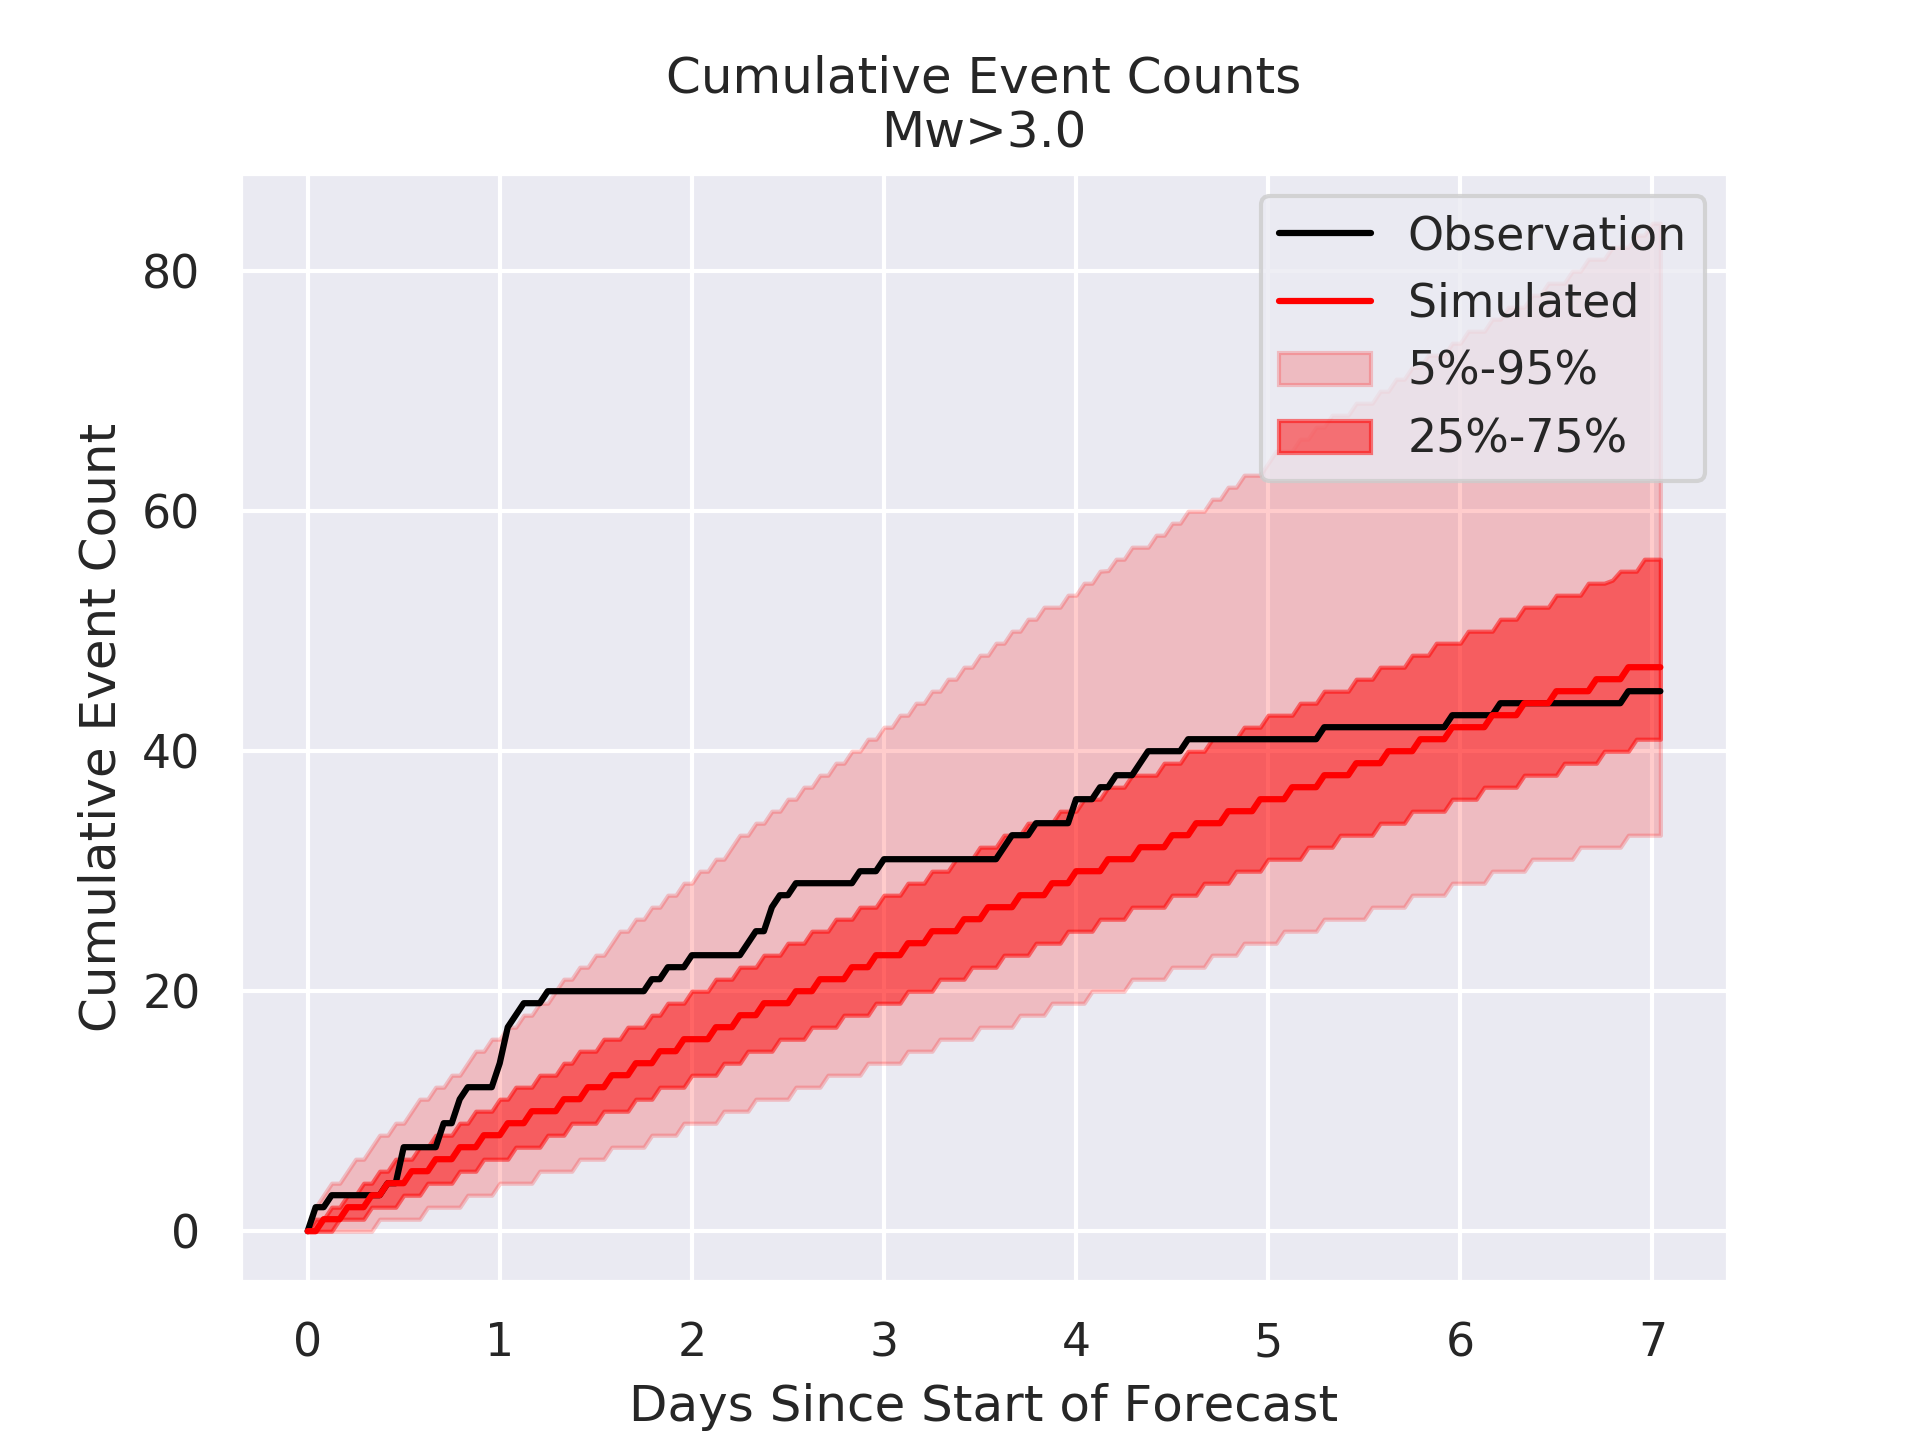 Cumulative Event Counts
Mw>3.0
Observation
Simulated
5%-95%
25%-75%
Cumulative Event Count
80
60
40
20
0
0 1 2 3 4 5 6 7
Days Since Start of Forecast